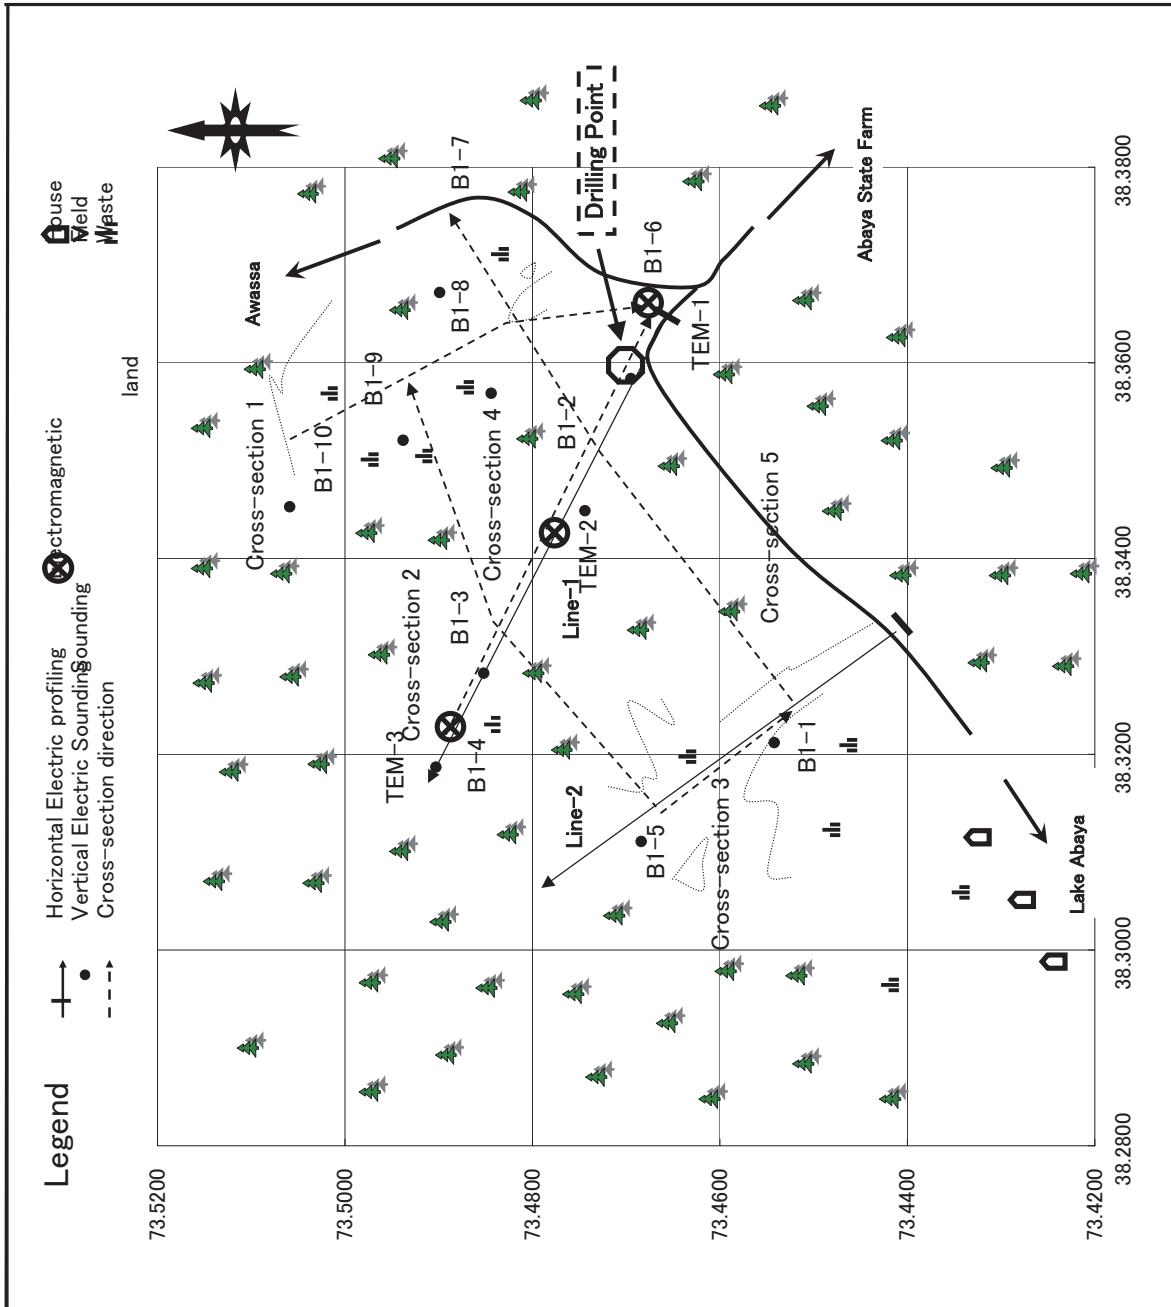 Legend
Horizontal Electric profiling
Vertical Electric Sounding
Cross-section direction
electromagnetic
sounding
House
field
Waste
land
Awassa
Cross-section 1
B1-10
B1-9
B1-8
B1-7
Drilling Point
B1-6
TEM-1
Abaya State Farm
Cross-section 2
B1-3
Cross-section 4
B1-2
TEM-2
Line-1
Cross-section 5
TEM-3
B1-4
Line-2
B1-5
Cross-section 3
B1-1
Lake Abaya
73.5200
73.5000
73.4800
73.4600
73.4400
73.4200
38.2800
38.3000
38.3200
38.3400
38.3600
38.3800